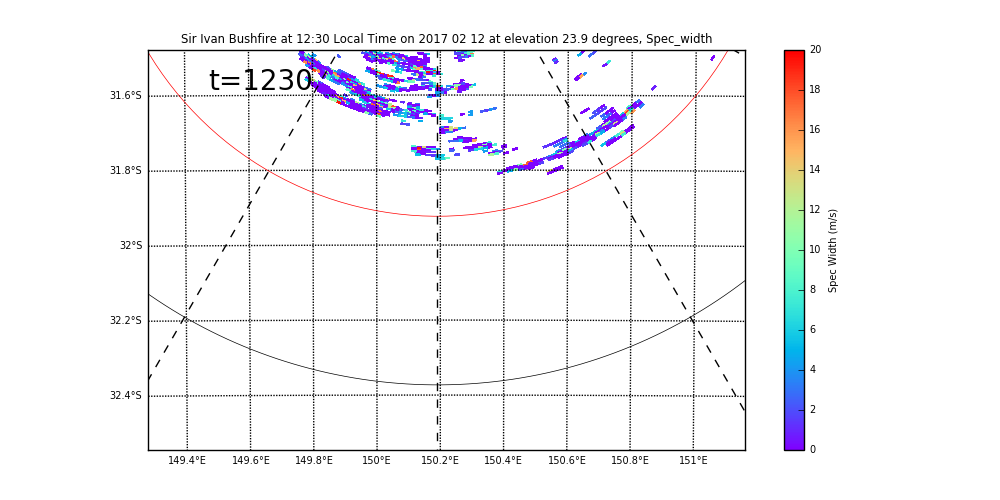 Sir Ivan Bushfire at 12:30 Local Time on 2017 02 12 at elevation 23.9 degrees, Spec_width
t=1230
31.6°S
31.8°S
32°S
32.2°S
32.4°S
149.4°E 149.6°E 149.8°E 150°E 150.2°E 150.4°E 150.6°E 150.8°E 151°E
20
18
16
14
12
10
8
6
4
2
0
Spec Width (m/s)